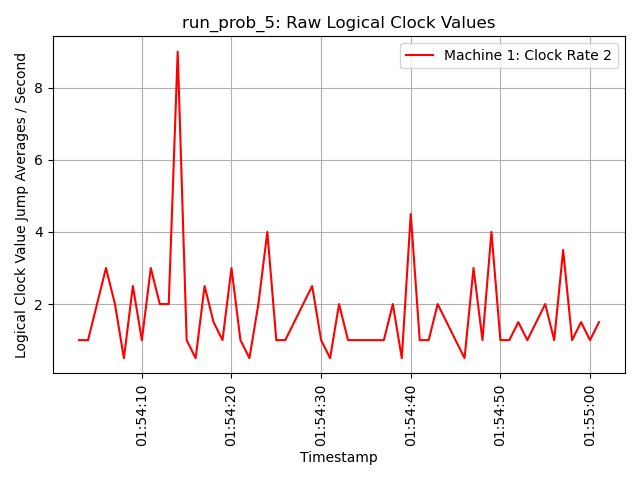 run_prob_5: Raw Logical Clock Values
Machine 1: Clock Rate 2
Logical Clock Value Jump Averages / Second
8
6
4
2
01:54:10
01:54:20
01:54:30
01:54:40
01:54:50
01:55:00
Timestamp